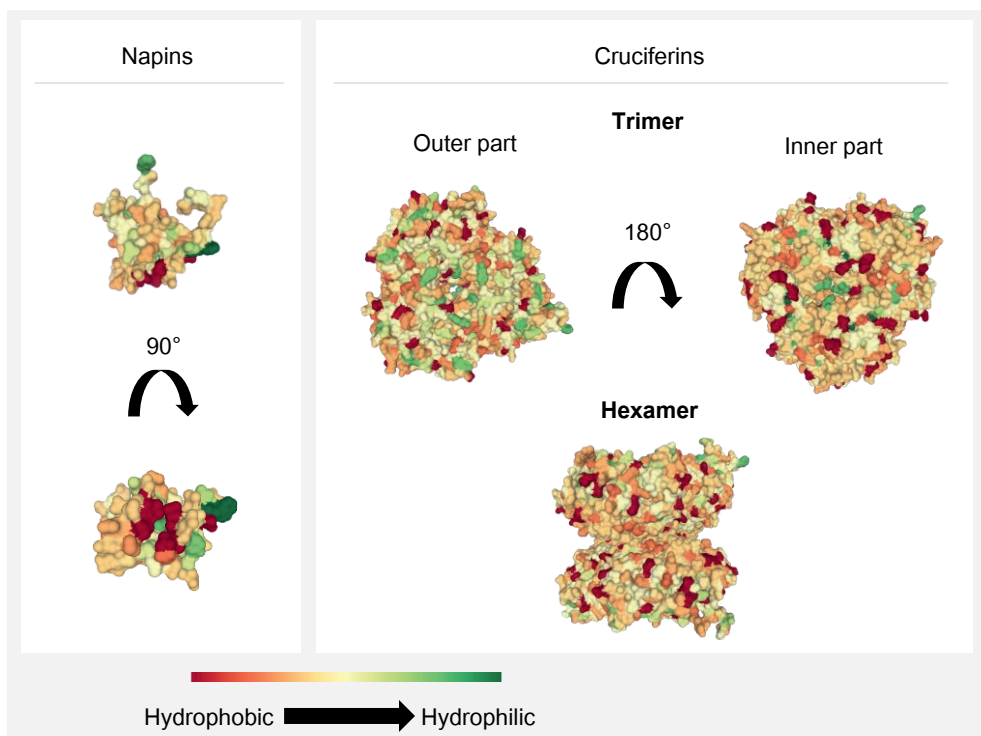 Napins
Cruciferins
Trimer
Outer part
Inner part
180°
90°
Hexamer
Hydrophobic
Hydrophilic